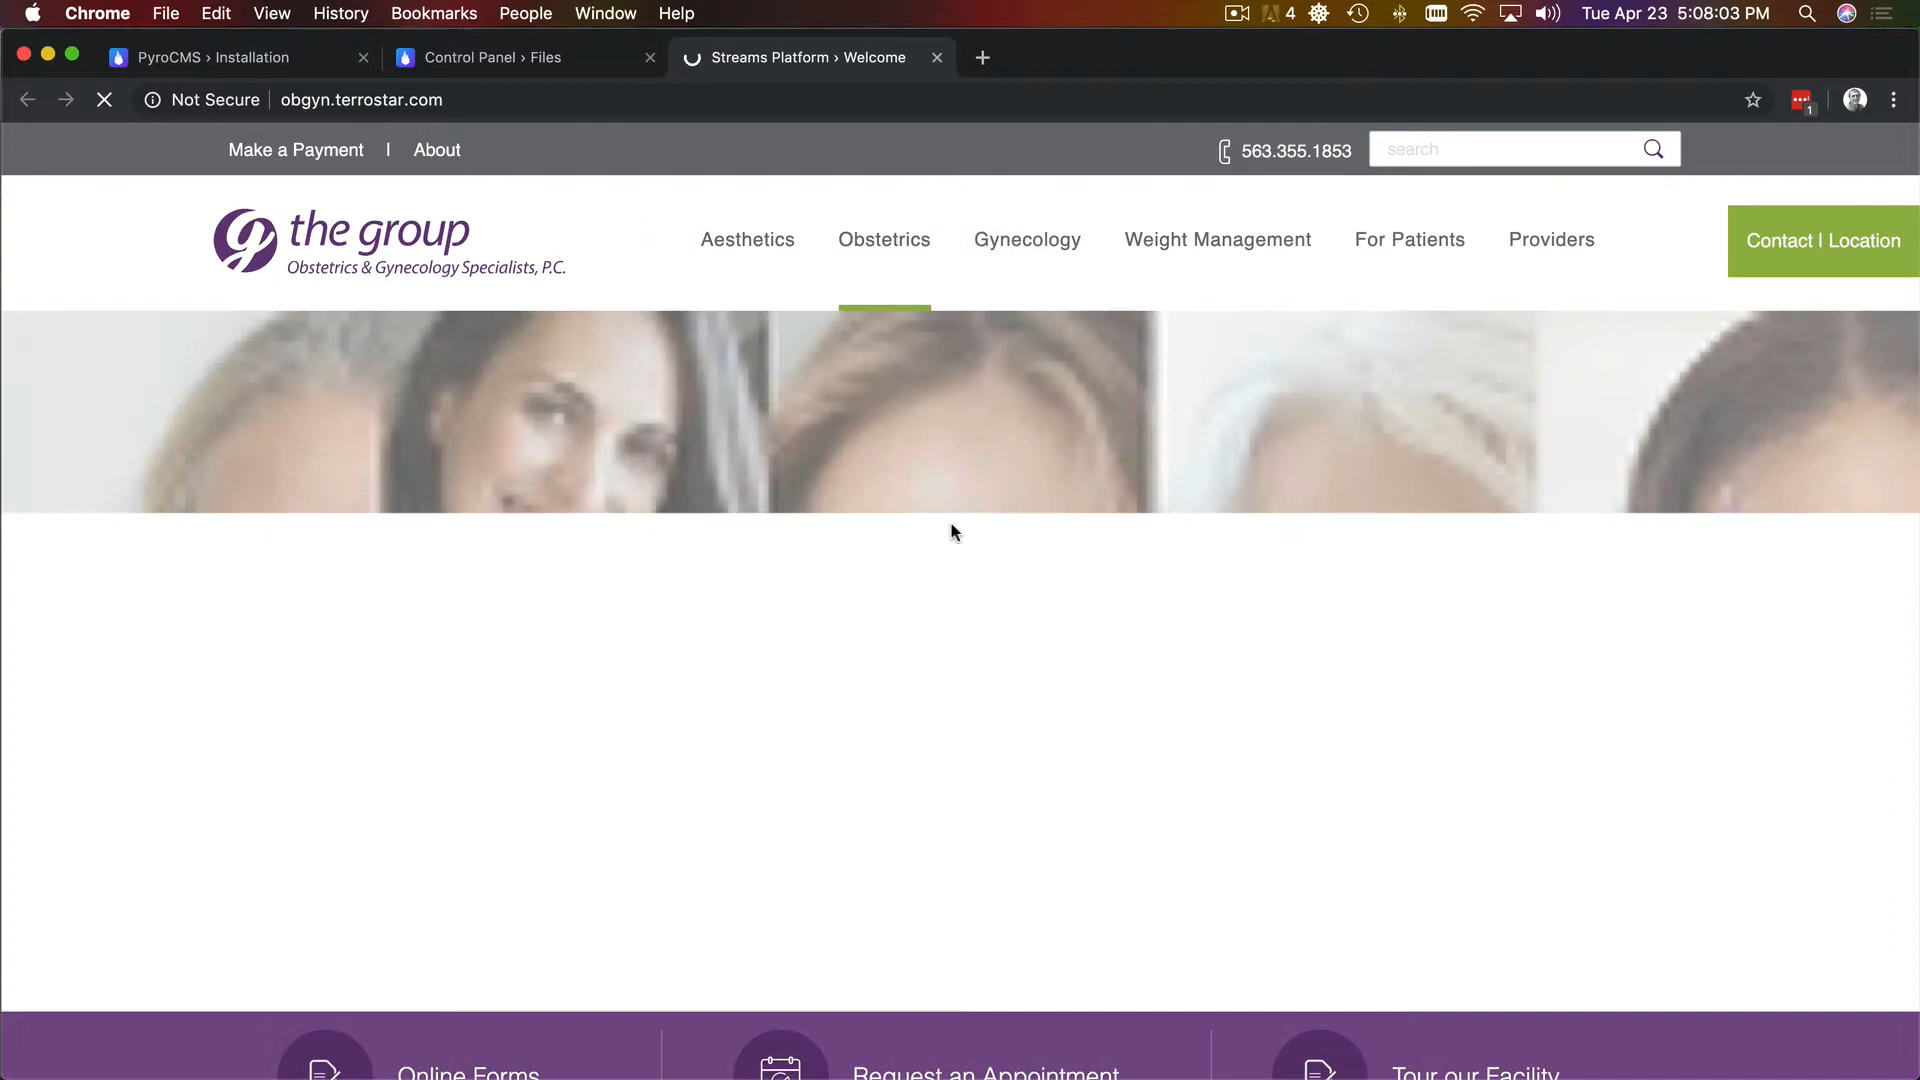 Chrome File Edit View History Bookmarks People Window Help 4 Tue Apr 23 5:08:03 PM
PyroCMS › Installation Control Panel › Files Streams Platform › Welcome
Not Secure obgyn.terrostar.com 1
Make a Payment | About 563.355.1853 search
the group
Obstetrics & Gynecology Specialists, P.C.
Aesthetics Obstetrics Gynecology Weight Management For Patients Providers Contact | Location
Online Forms Request an Appointment Tour our Facility